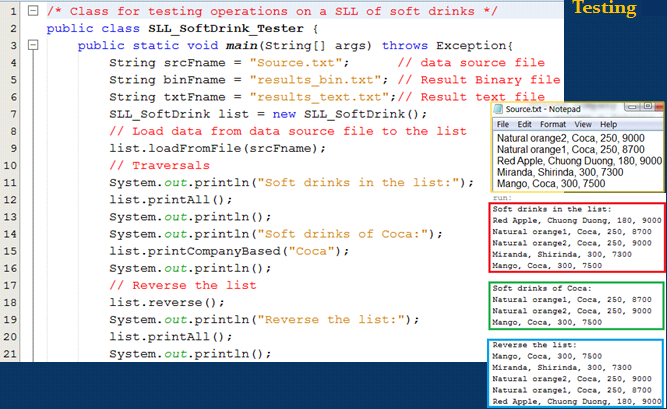 Testing
1 /* Class for testing operations on a SLL of soft drinks */
2 public class SLL_SoftDrink_Tester {
3 public static void main(String[] args) throws Exception{
4 String srcFname = "Source.txt"; // data source file
5 String binFname = "results_bin.txt"; // Result Binary file
6 String txtFname = "results_text.txt";// Result text file
7 SLL_SoftDrink list = new SLL_SoftDrink();
8 // Load data from data source file to the list
9 list.loadFromFile(srcFname);
10 // Traversals
11 System.out.println("Soft drinks in the list:");
12 list.printAll();
13 System.out.println();
14 System.out.println("Soft drinks of Coca:");
15 list.printCompanyBased("Coca");
16 System.out.println();
17 // Reverse the list
18 list.reverse();
19 System.out.println("Reverse the list:");
20 list.printAll();
21 System.out.println();
Source.txt - Notepad
File Edit Format View Help
Natural orange2, Coca, 250, 9000
Natural orange1, Coca, 250, 8700
Red Apple, Chuong Duong, 180, 9000
Miranda, Shirinda, 300, 7300
Mango, Coca, 300, 7500
run:
Soft drinks in the list:
Red Apple, Chuong Duong, 180, 9000
Natural orange1, Coca, 250, 8700
Natural orange2, Coca, 250, 9000
Miranda, Shirinda, 300, 7300
Mango, Coca, 300, 7500
Soft drinks of Coca:
Natural orange1, Coca, 250, 8700
Natural orange2, Coca, 250, 9000
Mango, Coca, 300, 7500
Reverse the list:
Mango, Coca, 300, 7500
Miranda, Shirinda, 300, 7300
Natural orange2, Coca, 250, 9000
Natural orange1, Coca, 250, 8700
Red Apple, Chuong Duong, 180, 9000